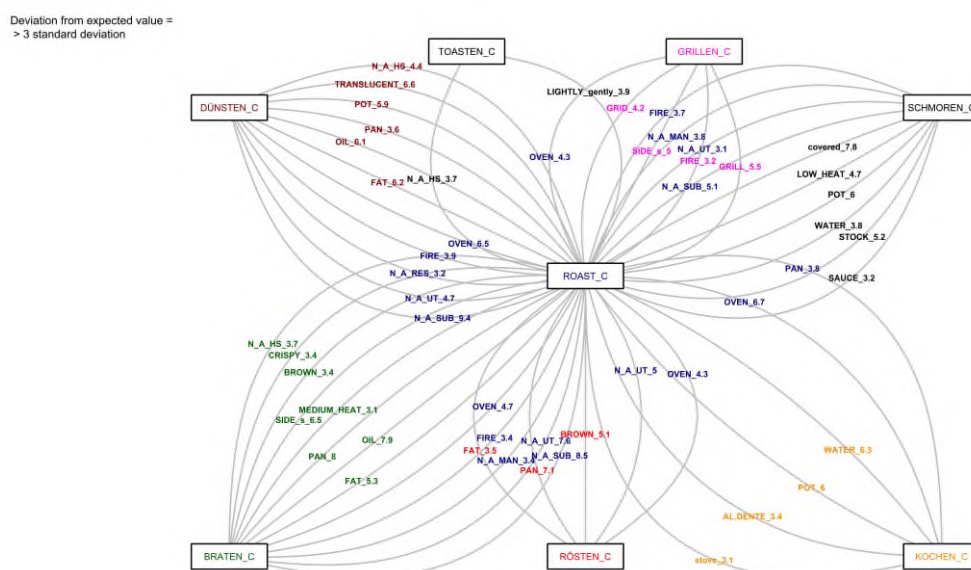 Deviation from expected value =
> 3 standard deviation
TOASTEN_C
GRILLEN_C
N_A_HS_4.4
TRANSLUCENT_6.6
LIGHTLY_gently_3.9
DÜNSTEN_C
POT_5.9
GRID_4.2
FIRE_3.7
SCHMOREN_C
PAN_3.6
OIL_6.1
N_A_MAN_3.8
SIDE_s_5
N_A_UT_3.1
covered_7.8
OVEN_4.3
FIRE_3.2
GRILL_5.5
LOW_HEAT_4.7
FAT_5.2
N_A_HS_3.7
N_A_SUB_5.1
POT_6
WATER_3.8
STOCK_5.2
OVEN_6.5
FIRE_3.9
N_A_RES_3.2
ROAST_C
PAN_3.8
SAUCE_3.2
N_A_UT_4.7
OVEN_6.7
N_A_SUB_9.4
N_A_HS_3.7
CRISPY_3.4
BROWN_3.4
N_A_UT_5
OVEN_4.3
MEDIUM_HEAT_3.1
OVEN_4.7
SIDE_s_6.5
OIL_7.9
FIRE_3.4
N_A_UT_7.6
BROWN_5.1
FAT_3.5
PAN_8
N_A_MAN_3.4
N_A_SUB_8.5
WATER_6.3
PAN_7.1
FAT_5.3
POT_6
AL.DENTE_3.4
BRATEN_C
RÖSTEN_C
stove_3.1
KOCHEN_C